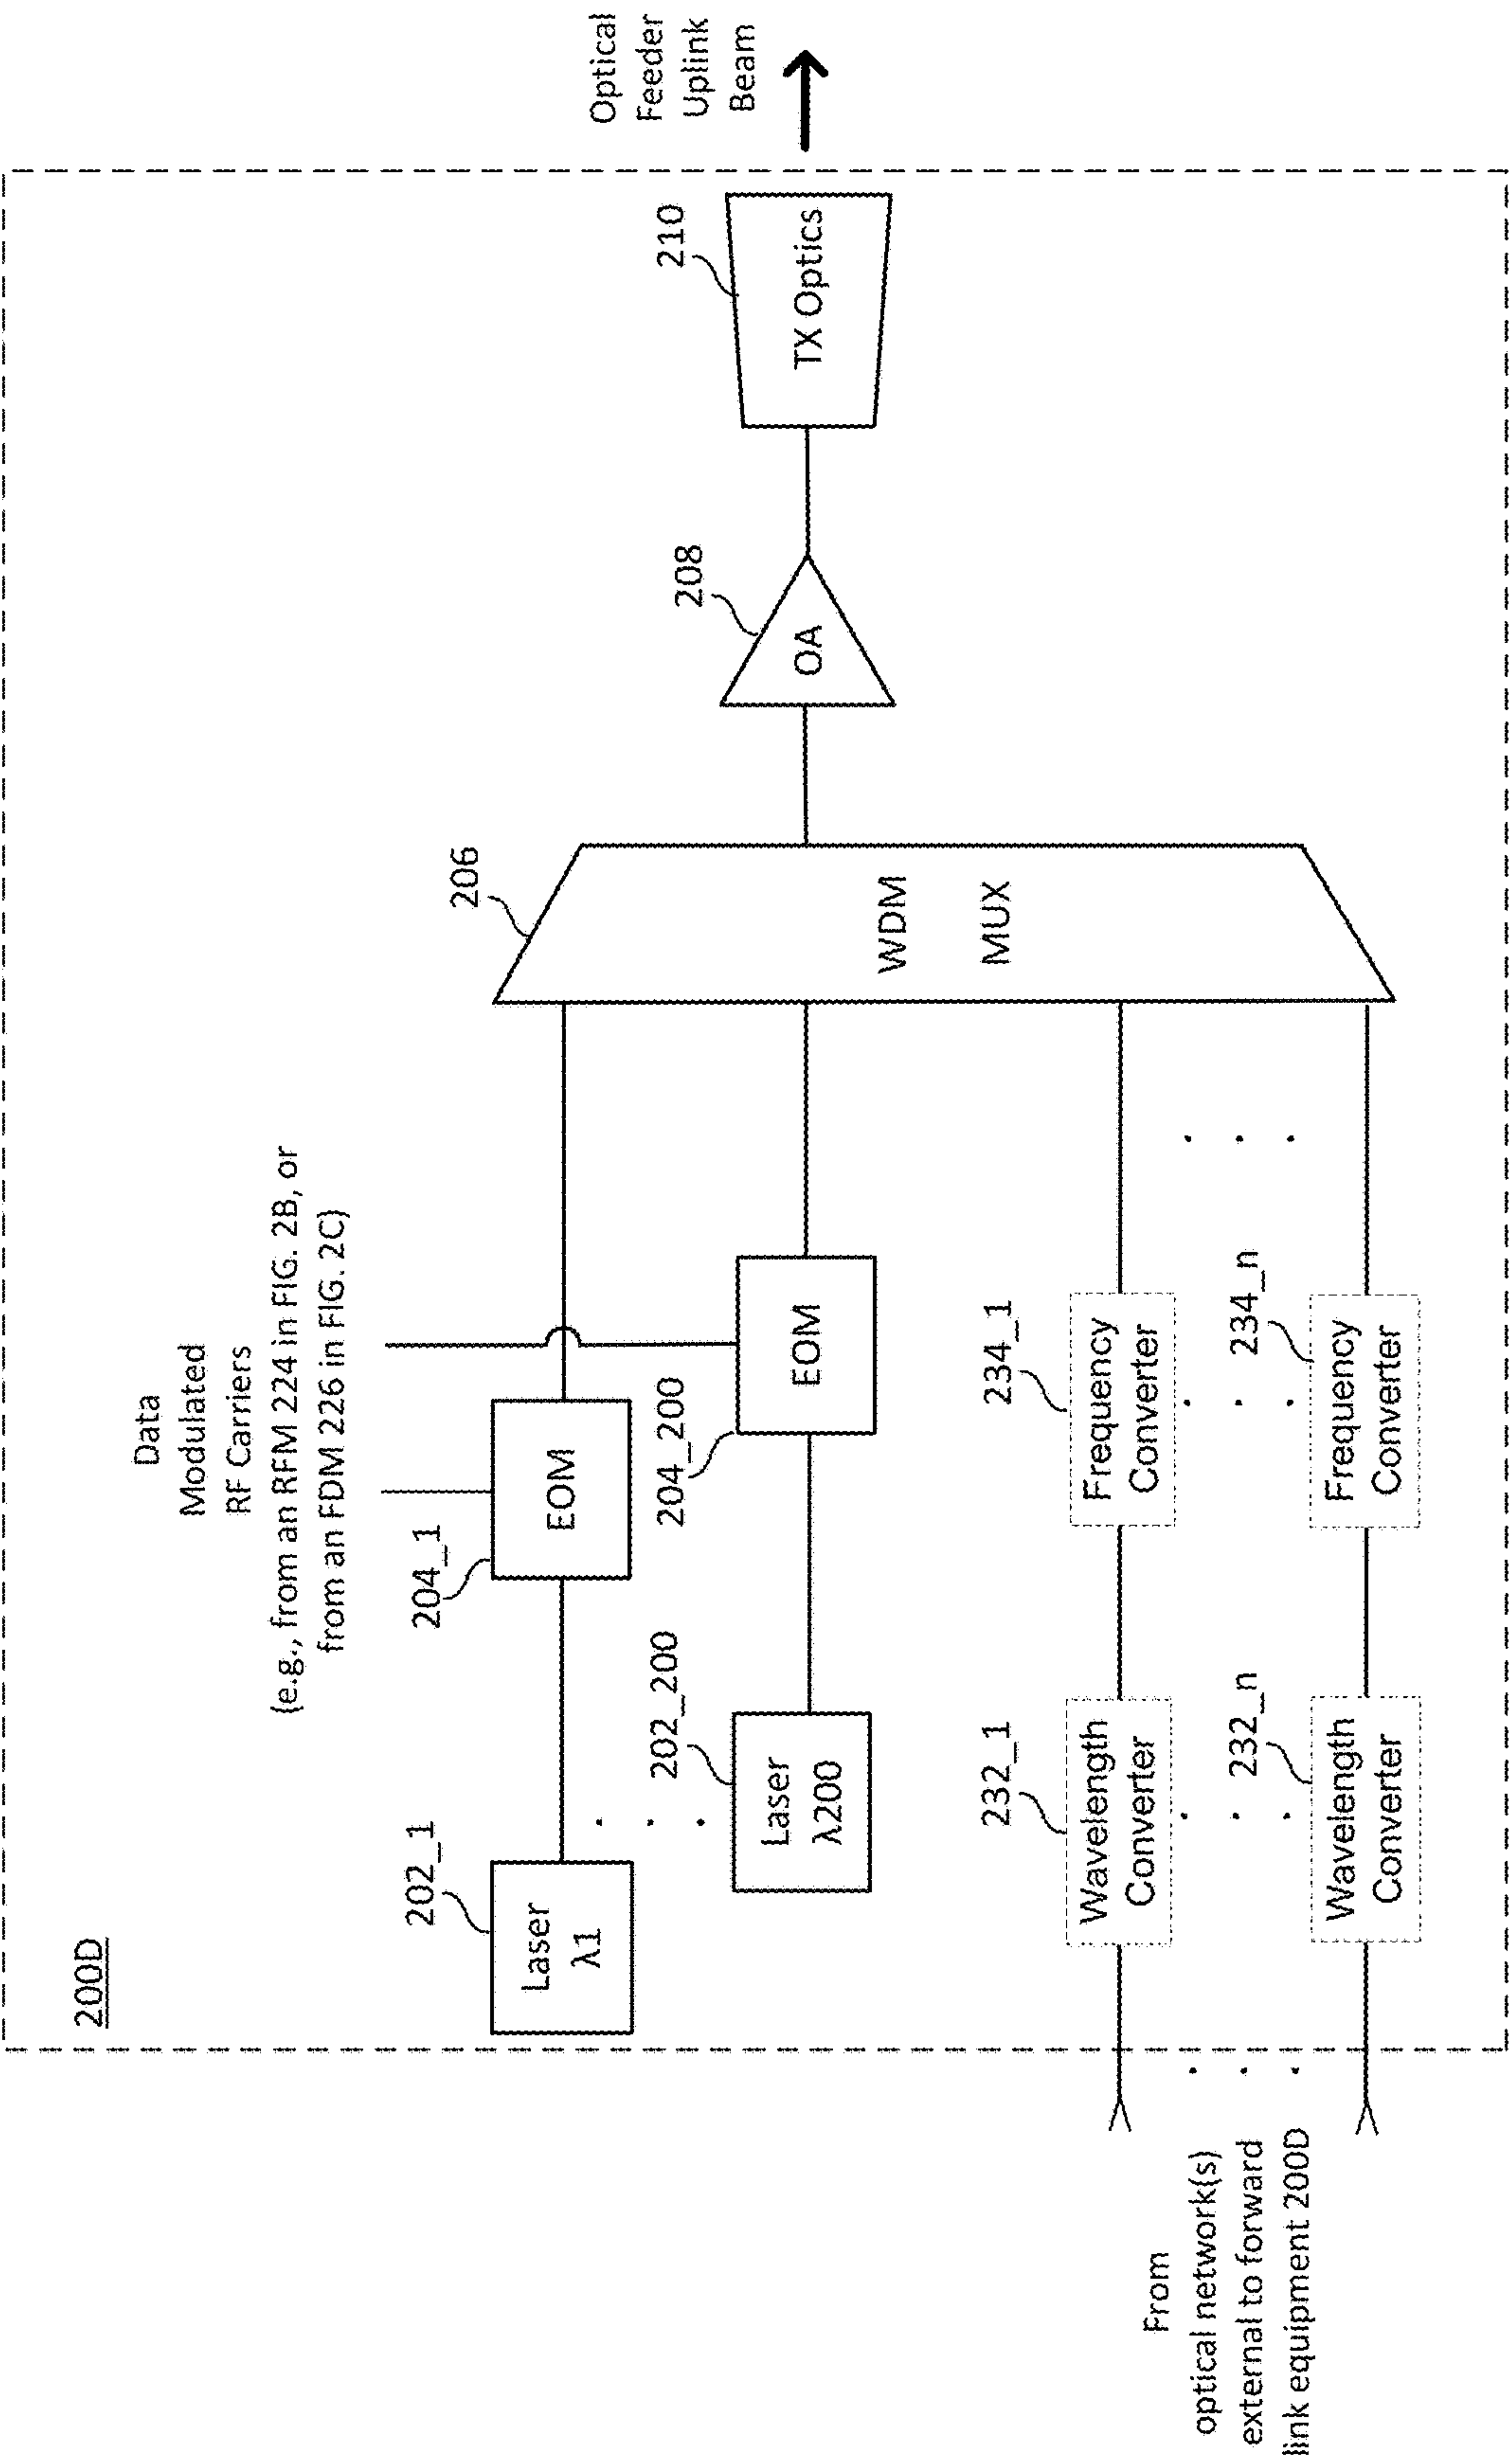 200D
Data
Modulated
RF Carriers
(e.g., from an RFM 224 in FIG. 2B, or
from an FDM 226 in FIG. 2C)
202_1
Laser
λ1
204_1
EOM
202_200
Laser
λ200
204_200
EOM
206
WDM
MUX
208
OA
210
TX Optics
Optical
Feeder
Uplink
Beam
From
optical network(s)
external to forward
link equipment 200D
232_1
Wavelength
Converter
234_1
Frequency
Converter
232_n
Wavelength
Converter
234_n
Frequency
Converter